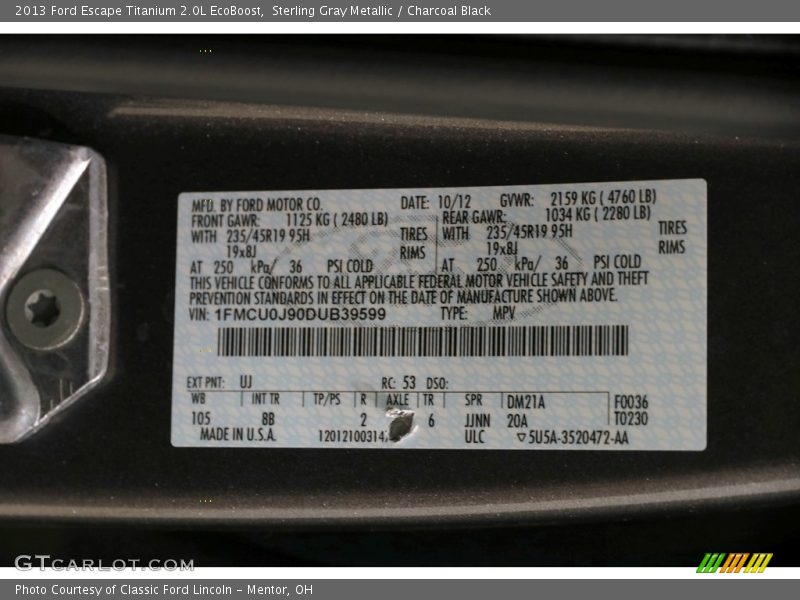 2013 Ford Escape Titanium 2.0L EcoBoost, Sterling Gray Metallic / Charcoal Black
MFD. BY FORD MOTOR CO. DATE: 10/12 GVWR: 2159 KG ( 4760 LB)
FRONT GAWR: 1125 KG ( 2480 LB) REAR GAWR: 1034 KG ( 2280 LB)
WITH 235/45R19 95H TIRES WITH 235/45R19 95H TIRES
19x8J RIMS 19x8J RIMS
AT 250 kPa/ 36 PSI COLD AT 250 kPa/ 36 PSI COLD
THIS VEHICLE CONFORMS TO ALL APPLICABLE FEDERAL MOTOR VEHICLE SAFETY AND THEFT
PREVENTION STANDARDS IN EFFECT ON THE DATE OF MANUFACTURE SHOWN ABOVE.
VIN: 1FMCU0J90DUB39599 TYPE: MPV
EXT PNT: UJ RC: 53 DSO:
WB INT TR TP/PS R AXLE TR SPR DM21A F0036
105 8B 2 6 JJNN 20A T0230
MADE IN U.S.A. 12012100314 ULC ▽5U5A-3520472-AA
GTCARLOT.COM
Photo Courtesy of Classic Ford Lincoln - Mentor, OH